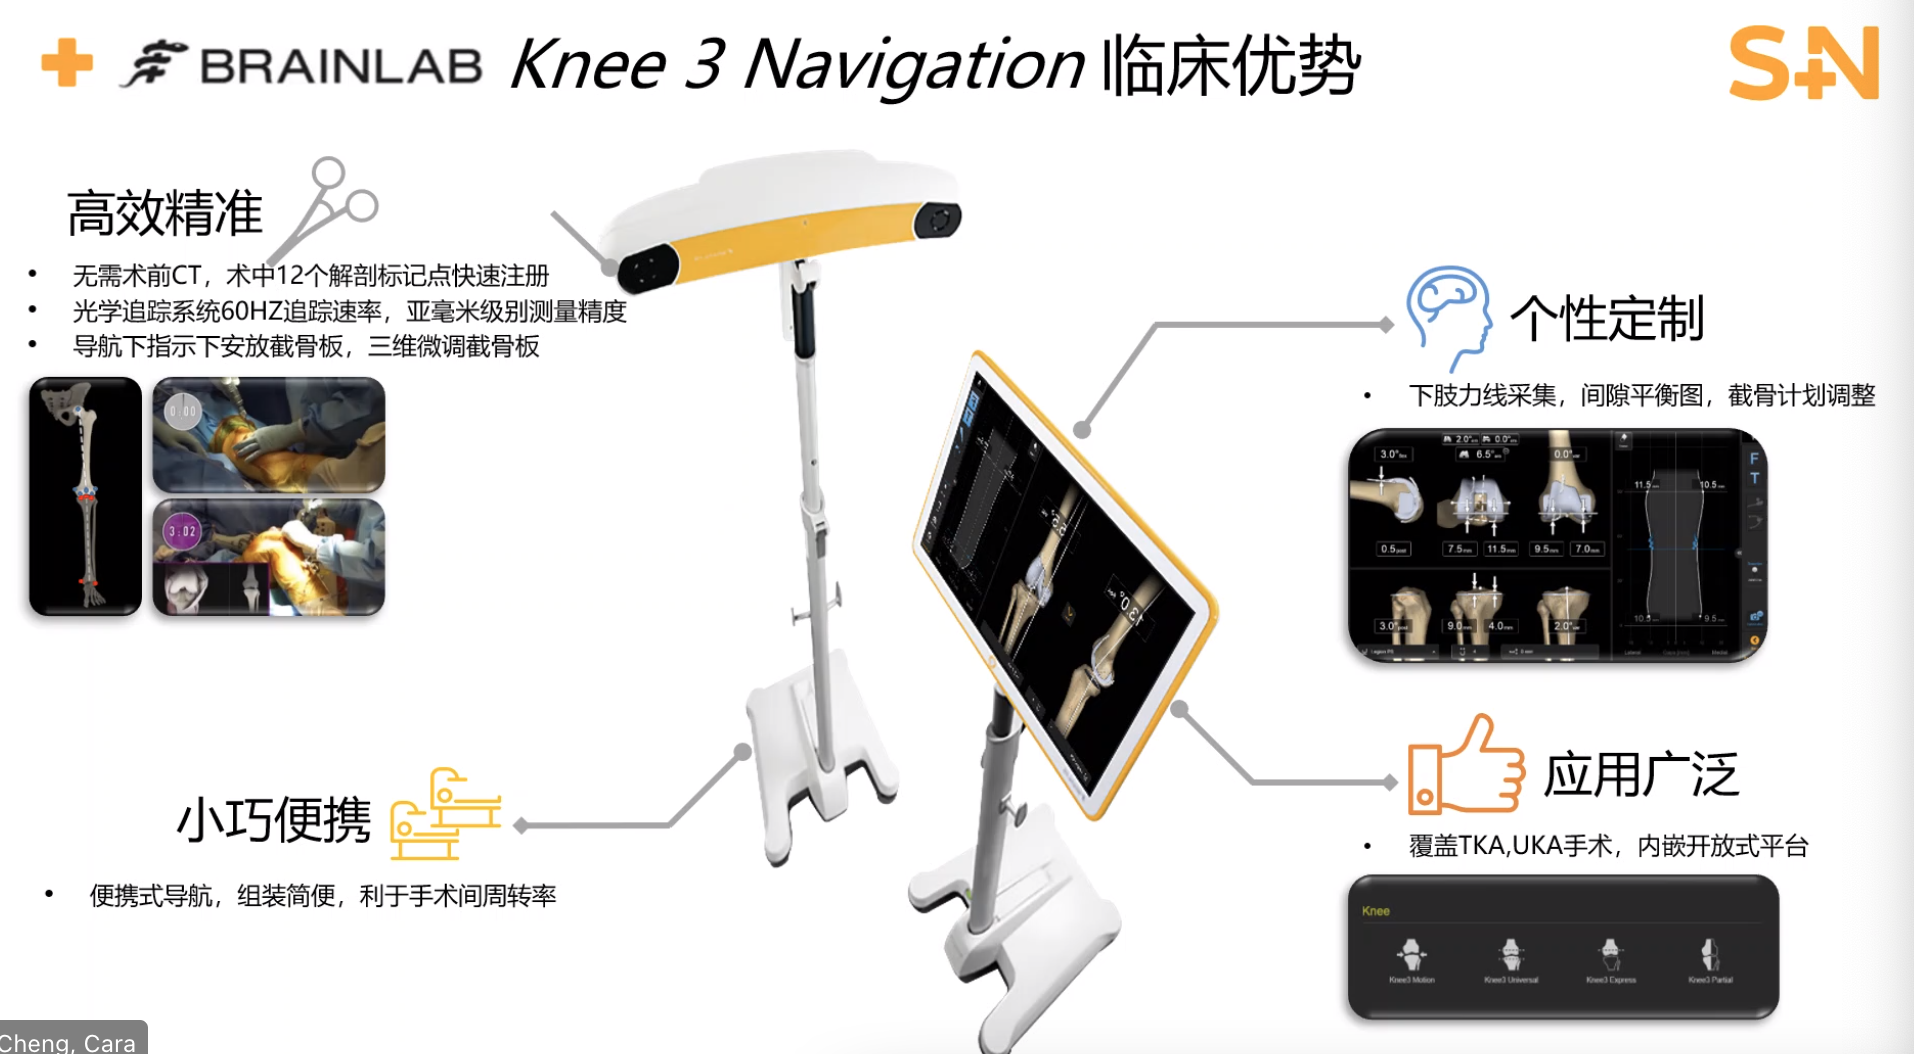 BRAINLAB Knee 3 Navigation 临床优势
S+N
高效精准
• 无需术前CT，术中12个解剖标记点快速注册
• 光学追踪系统60HZ追踪速率，亚毫米级别测量精度
• 导航下指示下安放截骨板，三维微调截骨板
0:00
3:02
个性定制
• 下肢力线采集，间隙平衡图，截骨计划调整
2.0° 0.0°
3.0° 6.5° 0.0°
11.5 10.5
F
T
0.5 7.5mm 11.5mm 9.5mm 7.0mm
10.5 9.5
3.0° 9.0mm 4.0mm 2.0°
小巧便携
• 便携式导航，组装简便，利于手术间周转率
应用广泛
• 覆盖TKA,UKA手术，内嵌开放式平台
Knee
Knee3 Motion Knee3 Universal Knee3 Express Knee3 Partial
Cheng, Cara